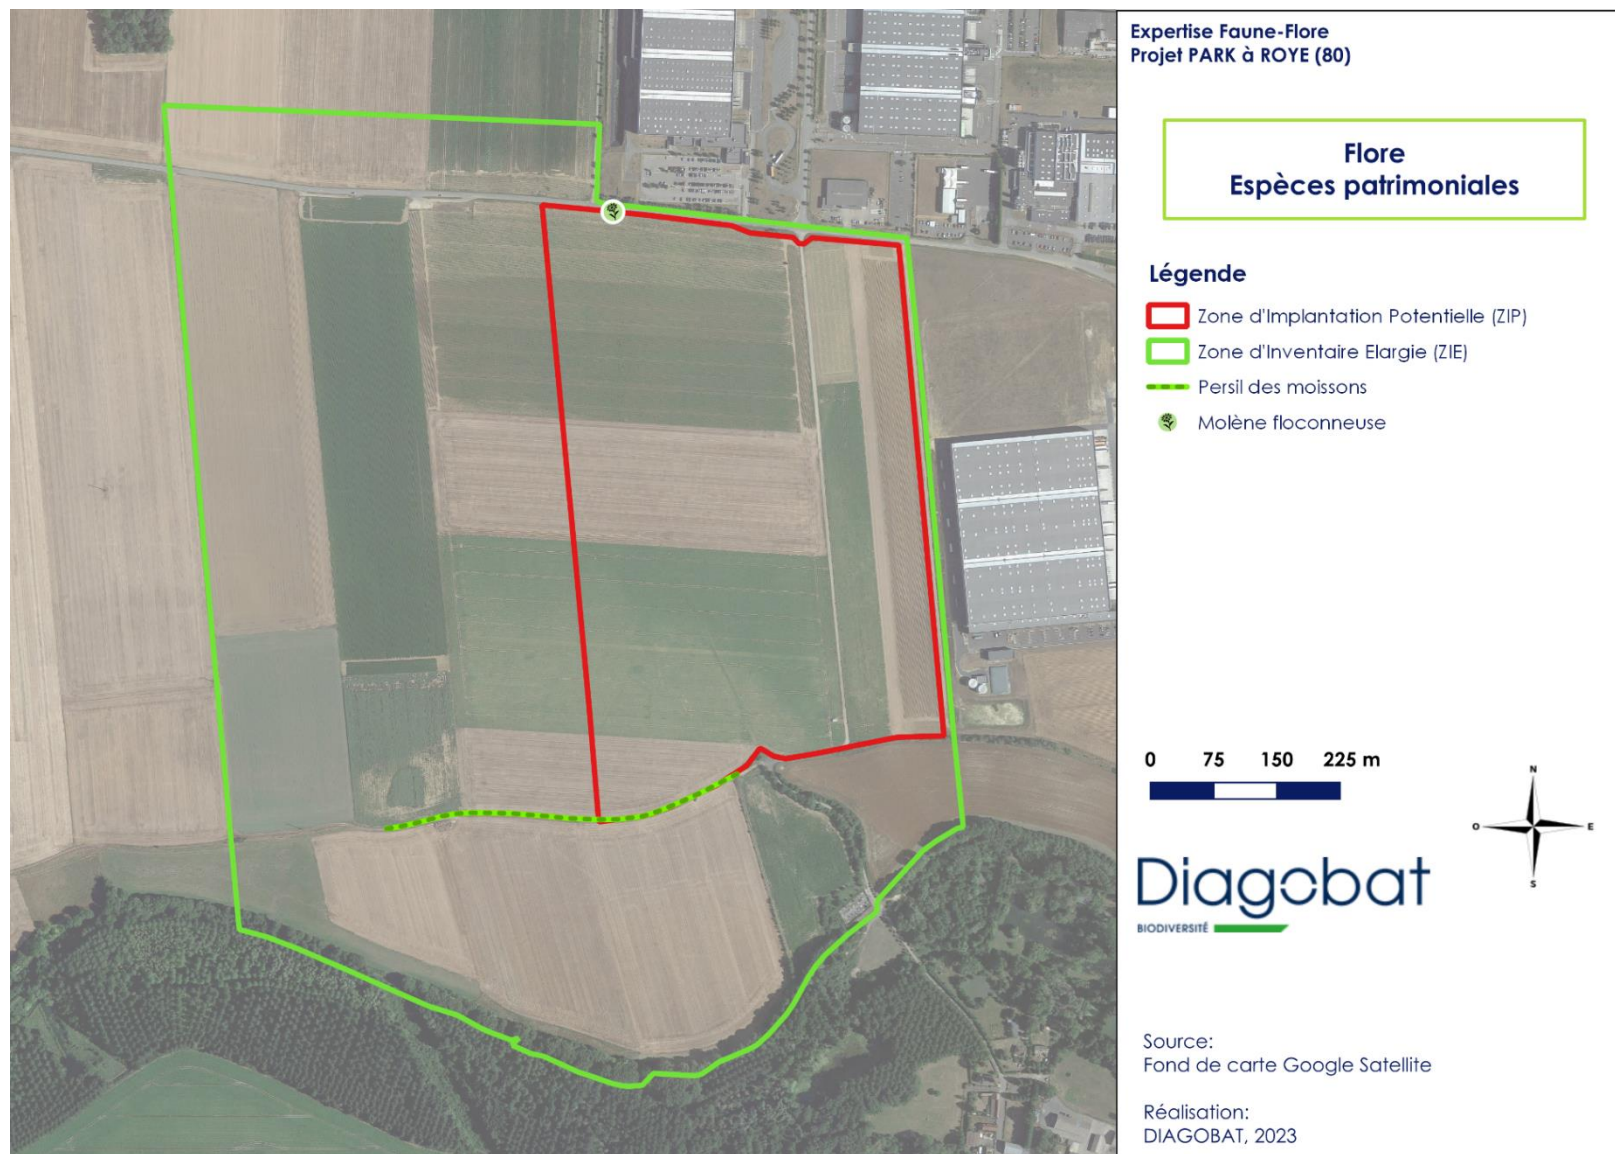 Expertise Faune-Flore
Projet PARK à ROYE (80)
Flore
Espèces patrimoniales
Légende
Zone d'Implantation Potentielle (ZIP)
Zone d'Inventaire Elargie (ZIE)
Persil des moissons
Molène floconneuse
0 75 150 225 m
N
O E
S
Diagobat
BIODIVERSITÉ
Source:
Fond de carte Google Satellite
Réalisation:
DIAGOBAT, 2023